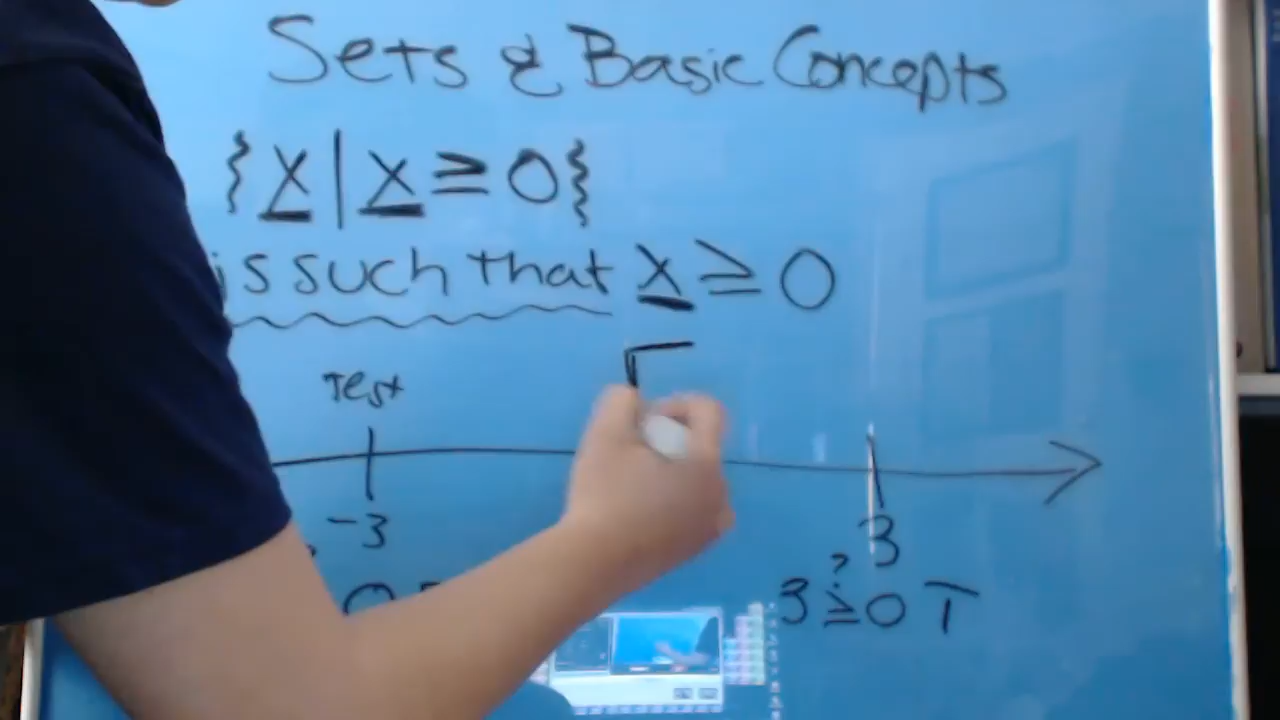 Sets & Basic Concepts
{x|x≥0}
is such that x≥0
Test
-3 3
? 3≥0 T